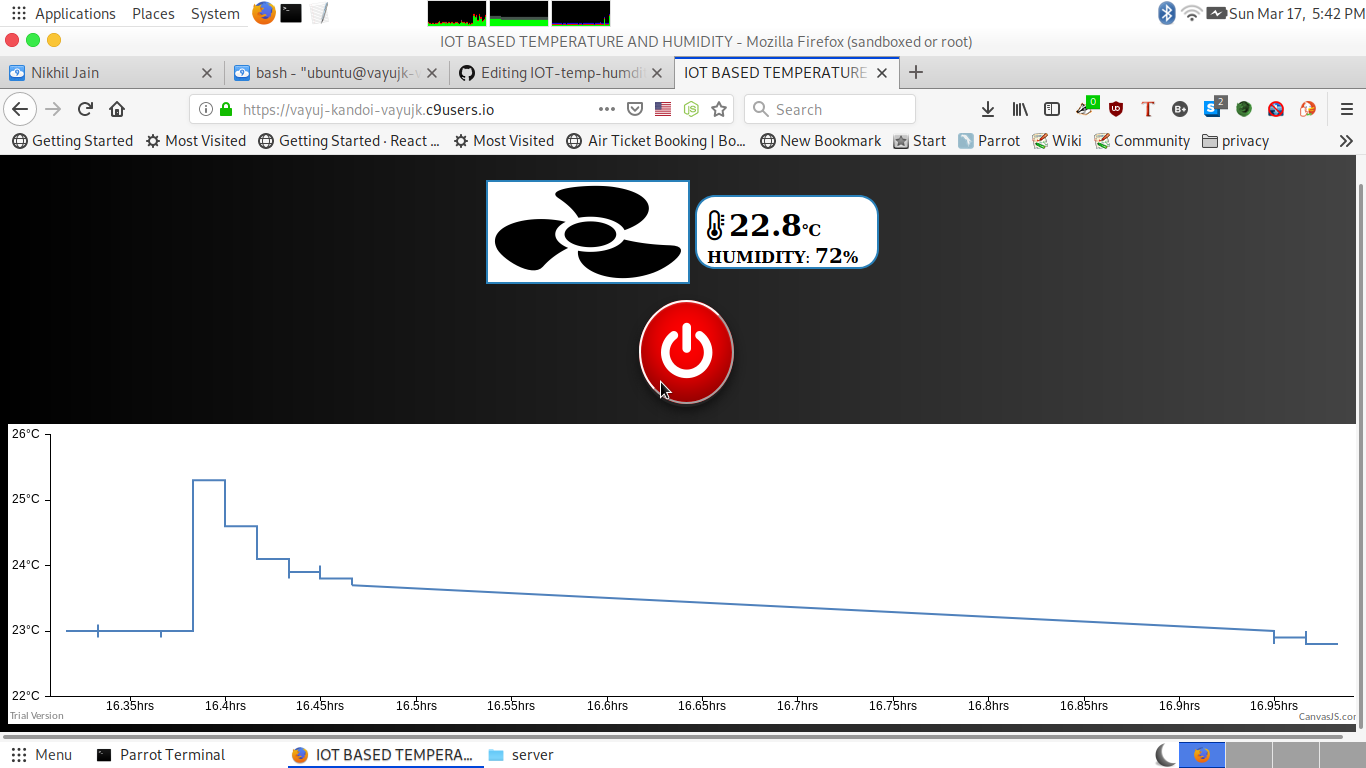 Applications Places System
Sun Mar 17, 5:42 PM
IOT BASED TEMPERATURE AND HUMIDITY - Mozilla Firefox (sandboxed or root)
Nikhil Jain
bash - "ubuntu@vayujk-
Editing IOT-temp-humdi
IOT BASED TEMPERATURE
https://vayuj-kandoi-vayujk.c9users.io
Search
0
2
Getting Started Most Visited Getting Started · React ... Most Visited Air Ticket Booking | Bo... New Bookmark Start Parrot Wiki Community privacy
22.8°C
HUMIDITY: 72%
26°C
25°C
24°C
23°C
22°C
16.35hrs 16.4hrs 16.45hrs 16.5hrs 16.55hrs 16.6hrs 16.65hrs 16.7hrs 16.75hrs 16.8hrs 16.85hrs 16.9hrs 16.95hrs
Trial Version
CanvasJS.com
Menu Parrot Terminal IOT BASED TEMPERA... server